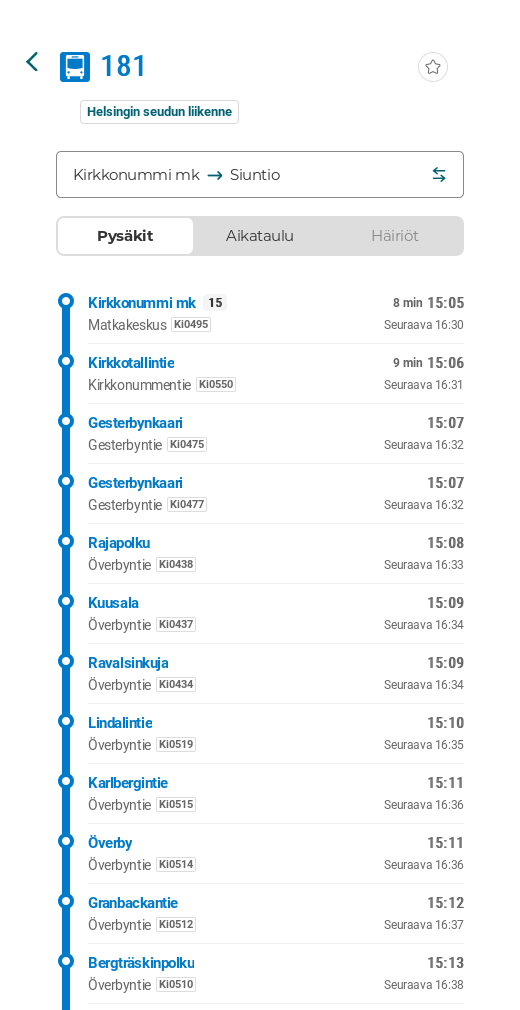 181
Helsingin seudun liikenne
Kirkkonummi mk → Siuntio
Pysäkit Aikataulu Häiriöt
Kirkkonummi mk 15 8 min 15:05
Matkakeskus Ki0495 Seuraava 16:30
Kirkkotallintie 9 min 15:06
Kirkkonummentie Ki0550 Seuraava 16:31
Gesterbynkaari 15:07
Gesterbyntie Ki0475 Seuraava 16:32
Gesterbynkaari 15:07
Gesterbyntie Ki0477 Seuraava 16:32
Rajapolku 15:08
Överbyntie Ki0438 Seuraava 16:33
Kuusala 15:09
Överbyntie Ki0437 Seuraava 16:34
Ravalsinkuja 15:09
Överbyntie Ki0434 Seuraava 16:34
Lindalintie 15:10
Överbyntie Ki0519 Seuraava 16:35
Karlbergintie 15:11
Överbyntie Ki0515 Seuraava 16:36
Överby 15:11
Överbyntie Ki0514 Seuraava 16:36
Granbackantie 15:12
Överbyntie Ki0512 Seuraava 16:37
Bergträskinpolku 15:13
Överbyntie Ki0510 Seuraava 16:38